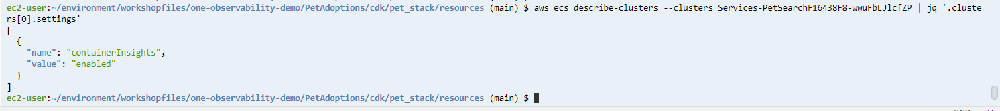 ec2-user:~/environment/workshopfiles/one-observability-demo/PetAdoptions/cdk/pet_stack/resources (main) $ aws ecs describe-clusters --clusters Services-PetSearchF16438F8-wwuFbLJlcfZP | jq '.cluste
rs[0].settings'
[
  {
    "name": "containerInsights",
    "value": "enabled"
  }
]
ec2-user:~/environment/workshopfiles/one-observability-demo/PetAdoptions/cdk/pet_stack/resources (main) $